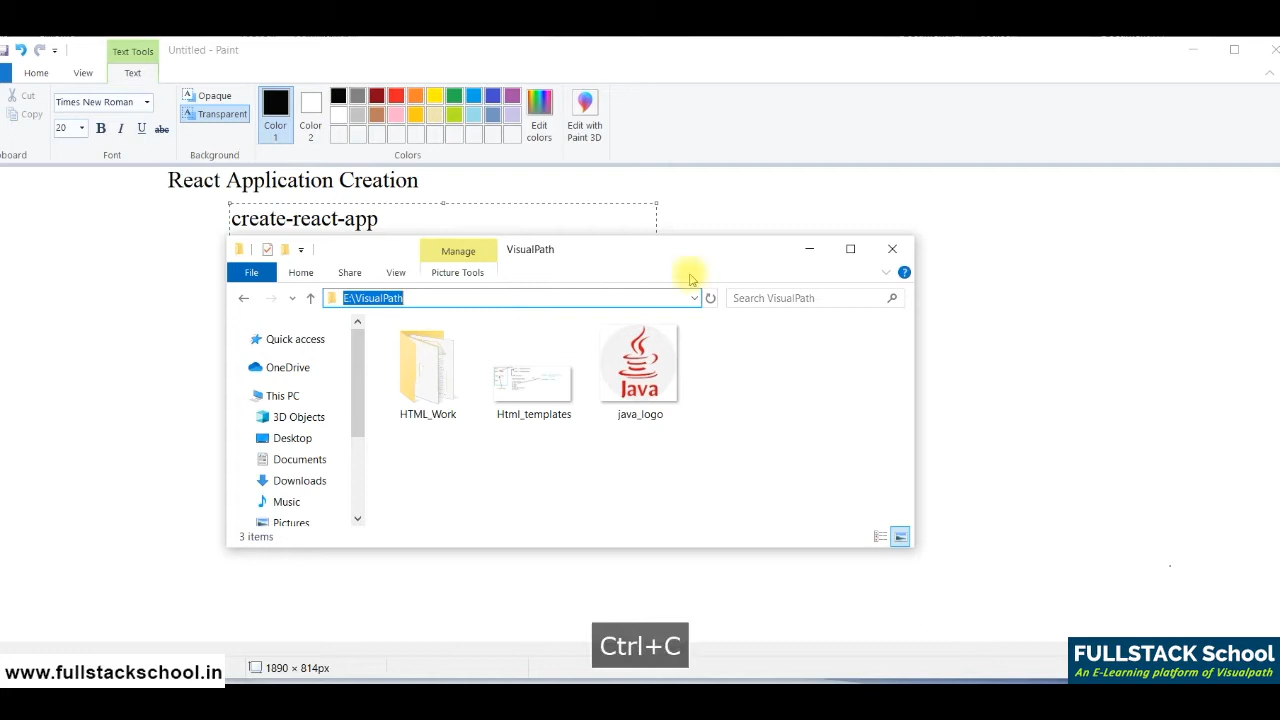 Text Tools
Untitled - Paint
Home
View
Text
Cut
Copy
Times New Roman
20
B I U abc
Opaque
Transparent
Color 1
Color 2
Edit colors
Edit with Paint 3D
oboard
Font
Background
Colors
React Application Creation
create-react-app
Manage
VisualPath
File
Home
Share
View
Picture Tools
E:\VisualPath
Search VisualPath
Quick access
OneDrive
This PC
3D Objects
Desktop
Documents
Downloads
Music
Pictures
HTML_Work
Html_templates
Java
java_logo
3 items
Ctrl+C
www.fullstackschool.in
1890 × 814px
FULLSTACK School
An E-Learning platform of Visualpath